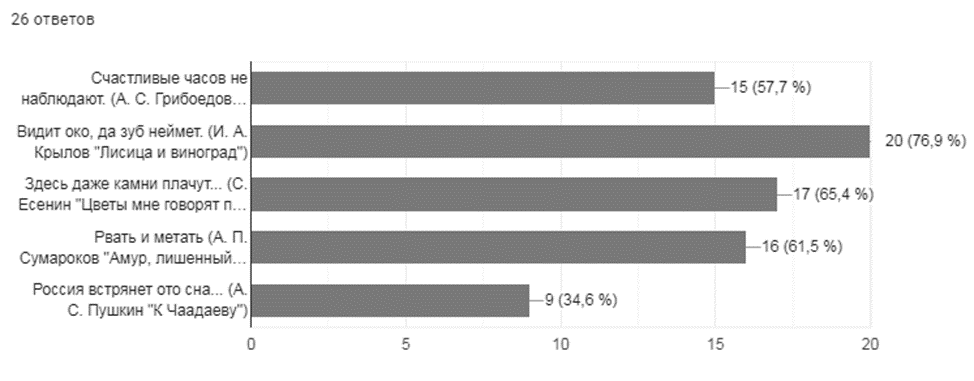 26 ответов
Счастливые часов не
наблюдают. (А. С. Грибоедов...
15 (57,7 %)
Видит око, да зуб неймет. (И. А.
Крылов "Лисица и виноград")
20 (76,9 %)
Здесь даже камни плачут... (С.
Есенин "Цветы мне говорят п...
17 (65,4 %)
Рвать и метать (А. П.
Сумароков "Амур, лишенный...
16 (61,5 %)
Россия встрянет ото сна... (А.
С. Пушкин "К Чаадаеву")
9 (34,6 %)
0 5 10 15 20